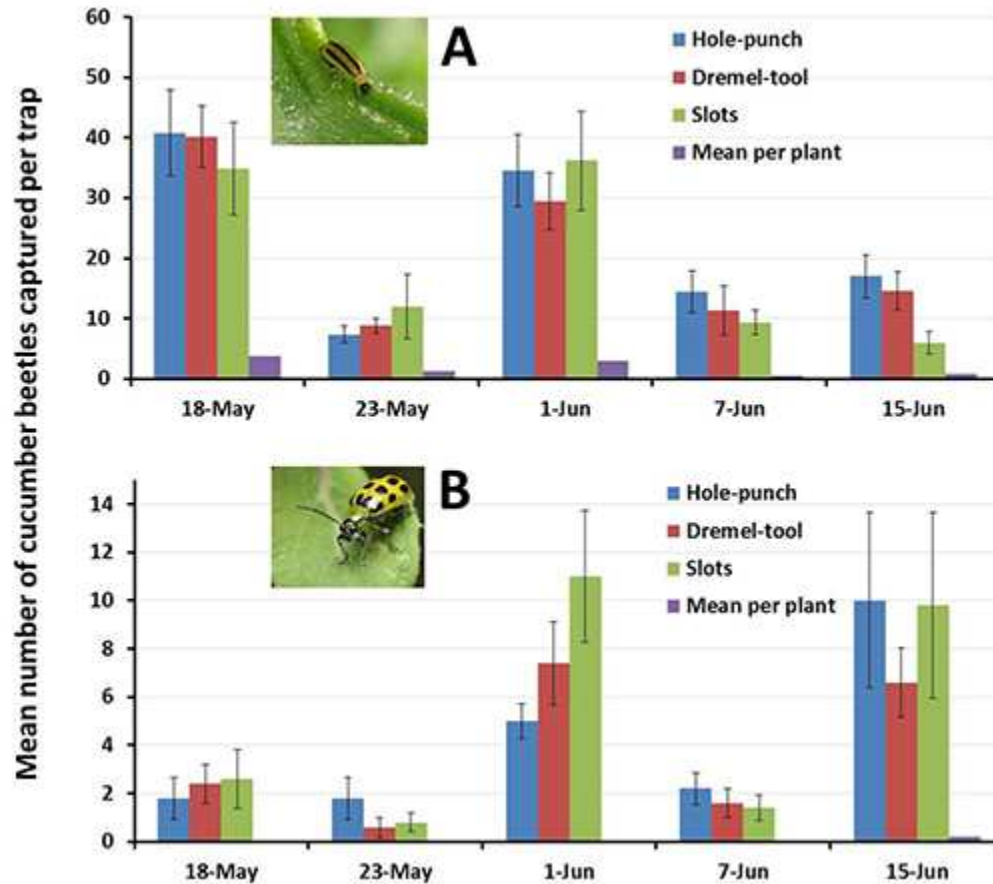 Mean number of cucumber beetles captured per trap
A
60
50
40
30
20
10
0
Hole-punch
Dremel-tool
Slots
Mean per plant
18-May 23-May 1-Jun 7-Jun 15-Jun
B
14
12
10
8
6
4
2
0
Hole-punch
Dremel-tool
Slots
Mean per plant
18-May 23-May 1-Jun 7-Jun 15-Jun